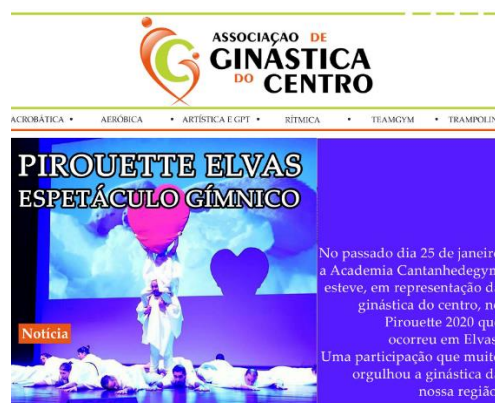 ASSOCIAÇAO DE
GINÁSTICA
DO CENTRO
ACROBÁTICA • AERÓBICA • ARTÍSTICA E GPT • RÍTMICA • TEAMGYM • TRAMPOLIN
PIROUETTE ELVAS
ESPETÁCULO GÍMNICO
No passado dia 25 de janeiro
a Academia Cantanhedegym
esteve, em representação da
ginástica do centro, no
Pirouette 2020 que
ocorreu em Elvas
Uma participação que muito
orgulhou a ginástica da
nossa região
Notícia